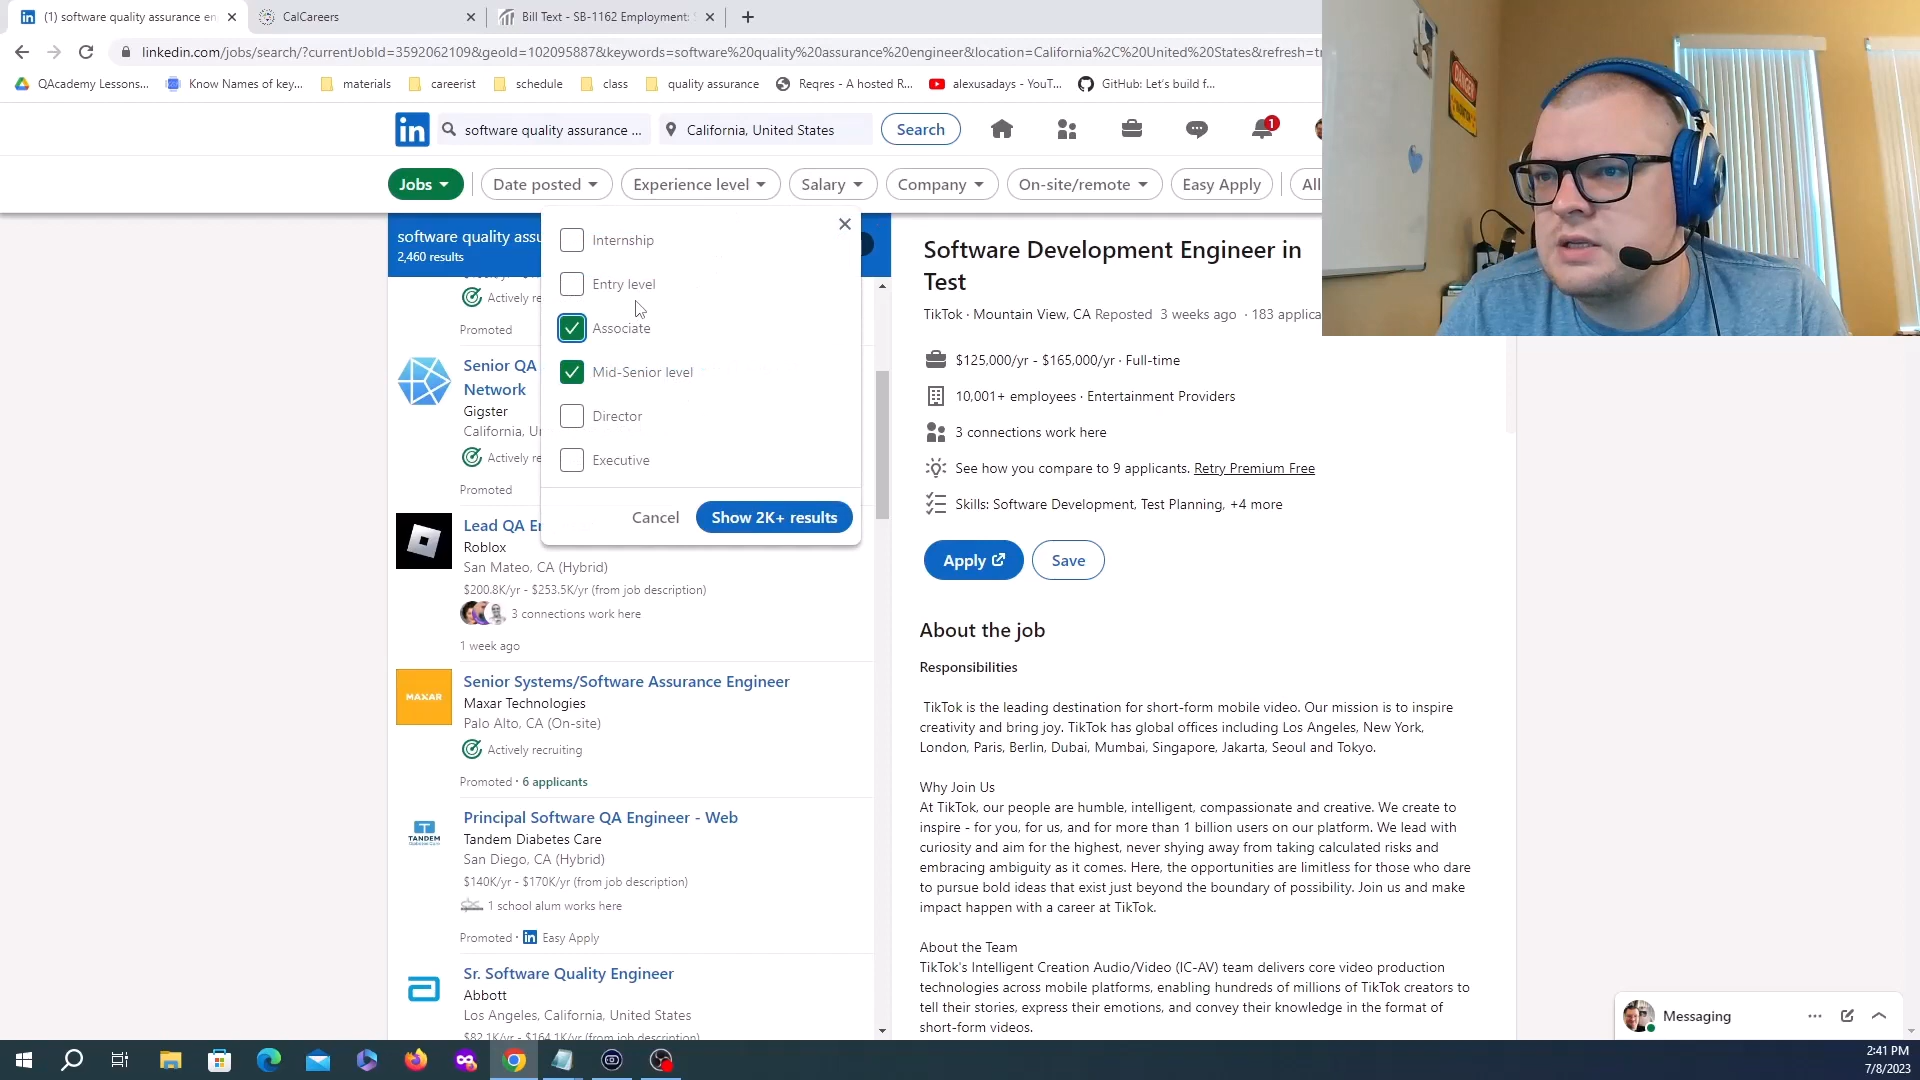 (1) software quality assurance en
CalCareers
Bill Text - SB-1162 Employment:
linkedin.com/jobs/search/?currentJobId=3592062109&geoId=102095887&keywords=software%20quality%20assurance%20engineer&location=California%2C%20United%20States&refresh=tr
QAcademy Lessons...
Know Names of key...
materials
careerist
schedule
class
quality assurance
Reqres - A hosted R...
alexusadays - YouT...
GitHub: Let's build f...
in
software quality assurance ...
California, United States
Search
1
Jobs
Date posted
Experience level
Salary
Company
On-site/remote
Easy Apply
All
software quality assu
2,460 results
Internship
Entry level
Associate
Mid-Senior level
Director
Executive
Cancel
Show 2K+ results
Actively re
Promoted
Senior QA
Network
Gigster
California, Un
Actively re
Promoted
Lead QA En
Roblox
San Mateo, CA (Hybrid)
$200.8K/yr - $253.5K/yr (from job description)
3 connections work here
1 week ago
MAXAR
Senior Systems/Software Assurance Engineer
Maxar Technologies
Palo Alto, CA (On-site)
Actively recruiting
Promoted · 6 applicants
TANDEM
Principal Software QA Engineer - Web
Tandem Diabetes Care
San Diego, CA (Hybrid)
$140K/yr - $170K/yr (from job description)
1 school alum works here
Promoted · in Easy Apply
Sr. Software Quality Engineer
Abbott
Los Angeles, California, United States
$82.1K/yr - $164.1K/yr (from job description)
Software Development Engineer in
Test
TikTok · Mountain View, CA Reposted 3 weeks ago · 183 applica
$125,000/yr - $165,000/yr · Full-time
10,001+ employees · Entertainment Providers
3 connections work here
See how you compare to 9 applicants. Retry Premium Free
Skills: Software Development, Test Planning, +4 more
Apply
Save
About the job
Responsibilities
TikTok is the leading destination for short-form mobile video. Our mission is to inspire
creativity and bring joy. TikTok has global offices including Los Angeles, New York,
London, Paris, Berlin, Dubai, Mumbai, Singapore, Jakarta, Seoul and Tokyo.
Why Join Us
At TikTok, our people are humble, intelligent, compassionate and creative. We create to
inspire - for you, for us, and for more than 1 billion users on our platform. We lead with
curiosity and aim for the highest, never shying away from taking calculated risks and
embracing ambiguity as it comes. Here, the opportunities are limitless for those who dare
to pursue bold ideas that exist just beyond the boundary of possibility. Join us and make
impact happen with a career at TikTok.
About the Team
TikTok's Intelligent Creation Audio/Video (IC-AV) team delivers core video production
technologies across mobile platforms, enabling hundreds of millions of TikTok creators to
tell their stories, express their emotions, and convey their knowledge in the format of
short-form videos.
DANGER
Messaging
2:41 PM
7/8/2023